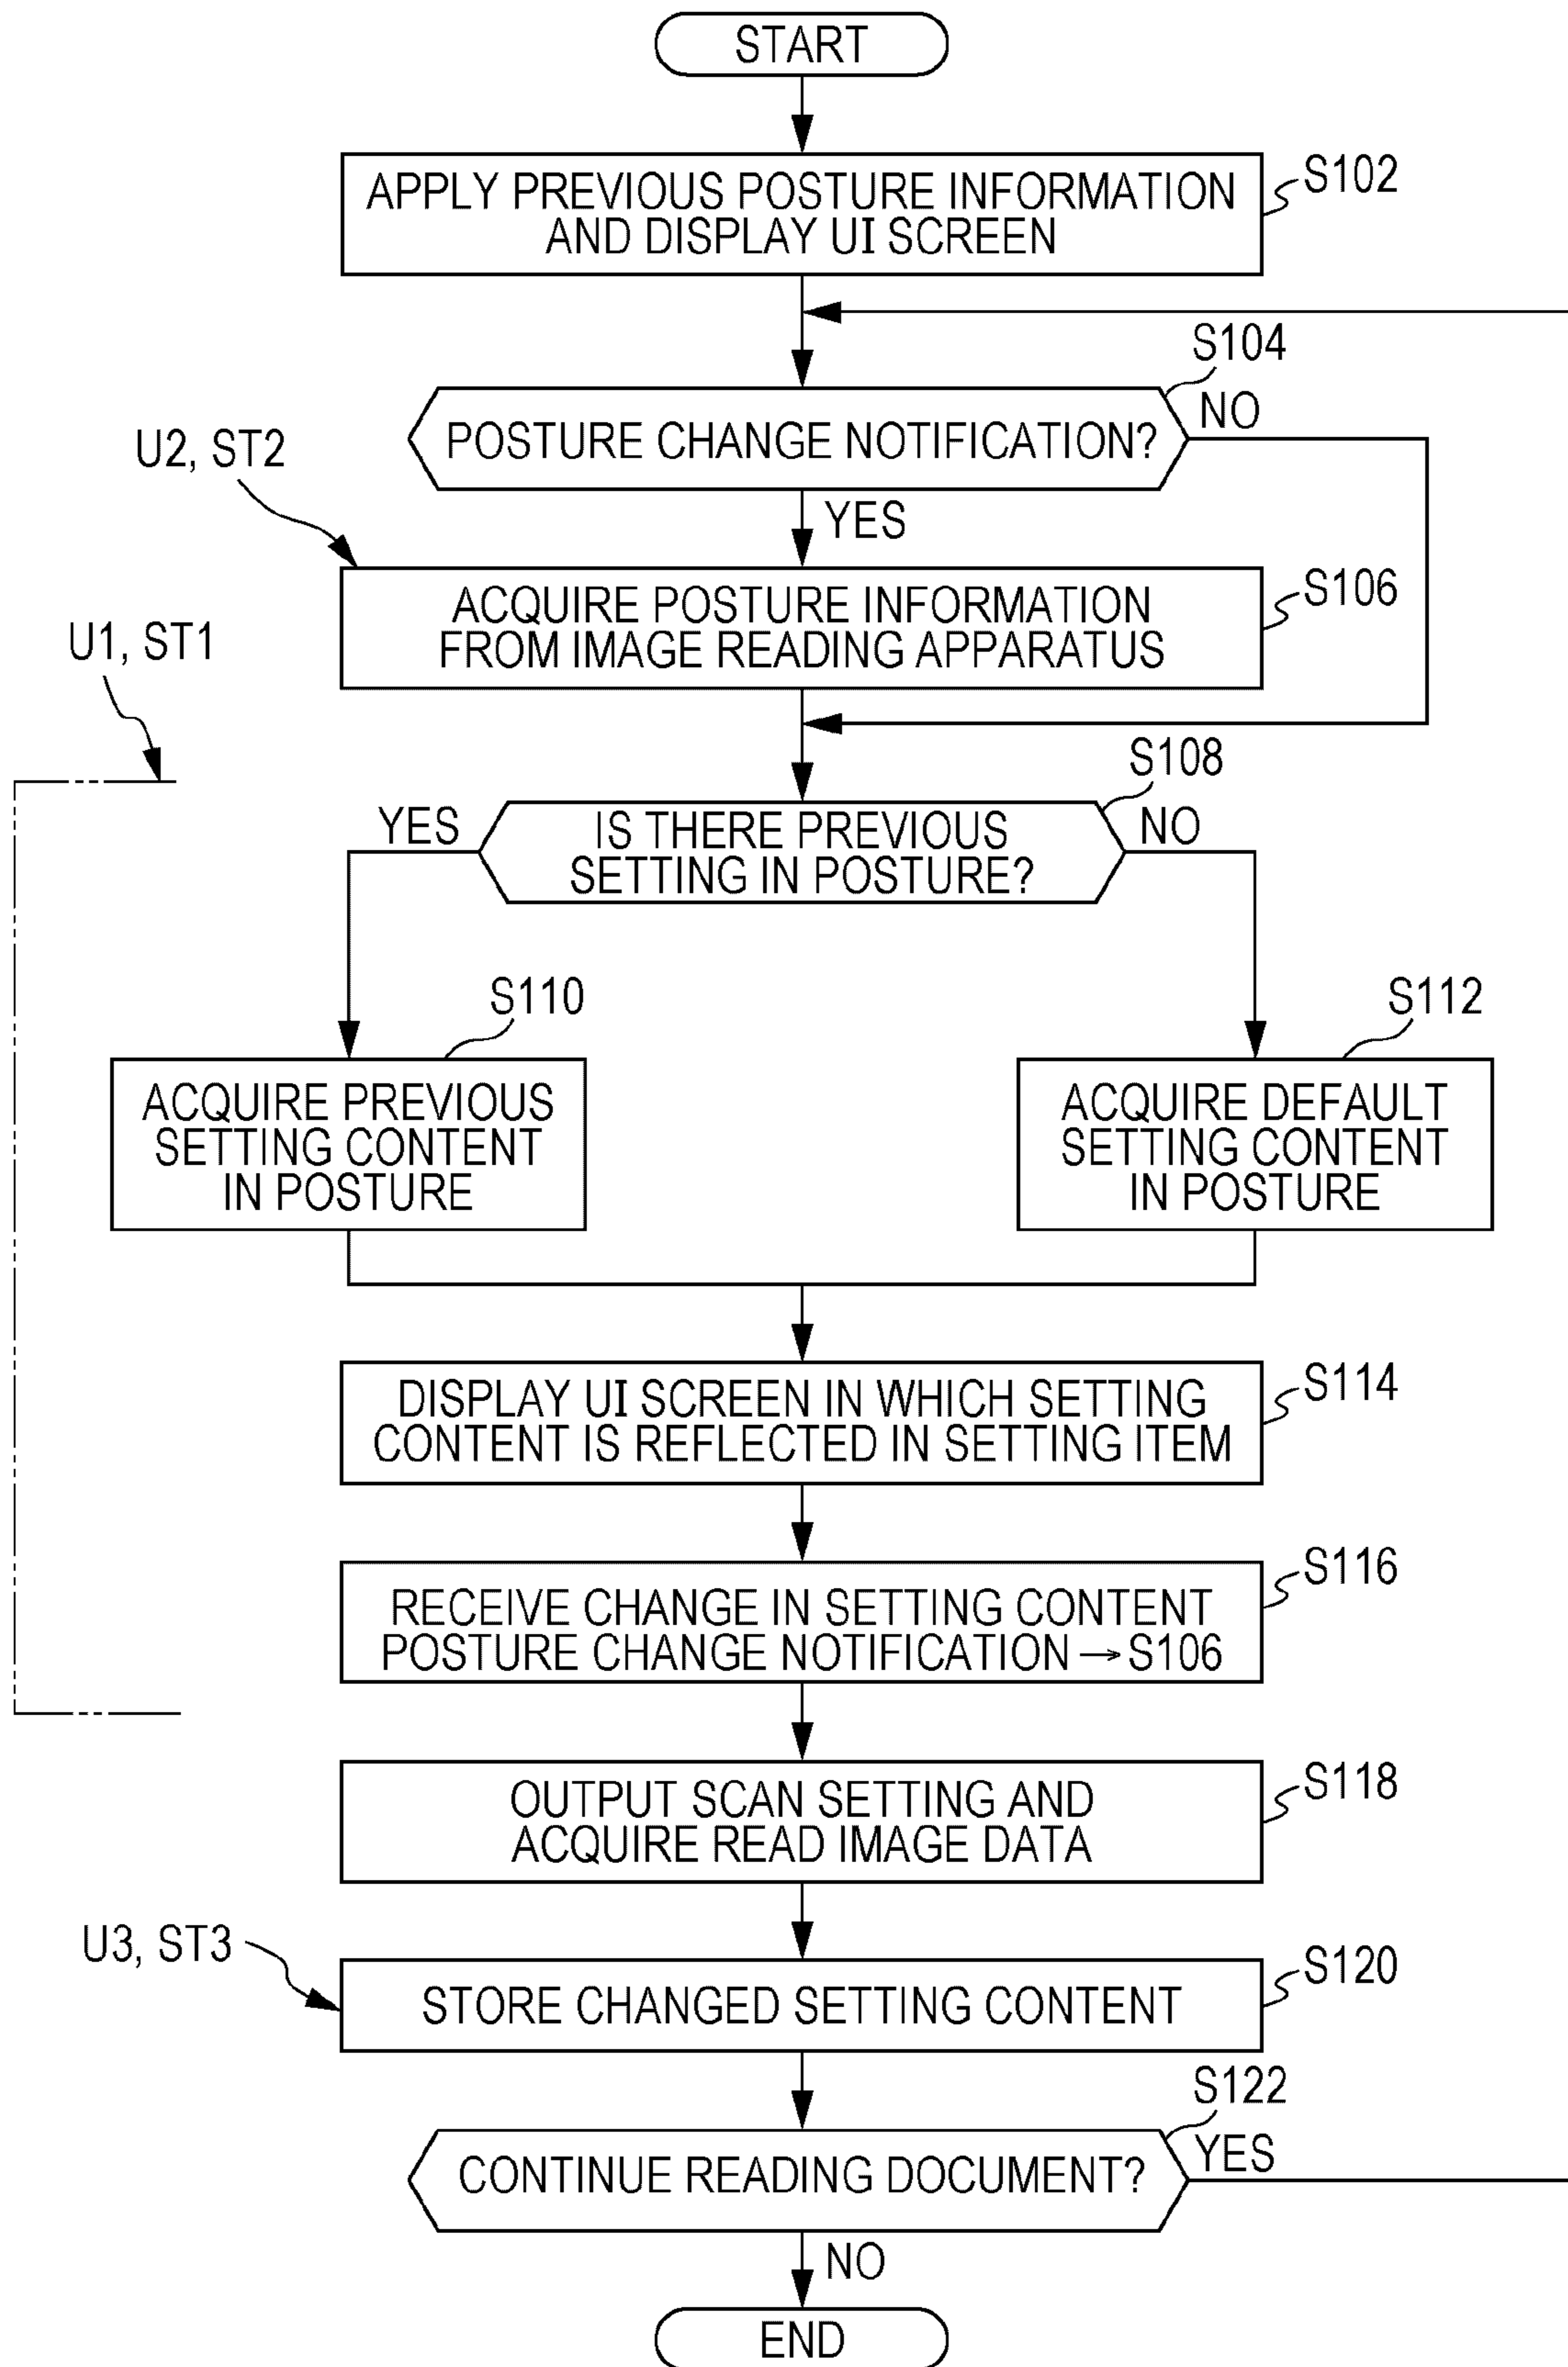 START
APPLY PREVIOUS POSTURE INFORMATION
AND DISPLAY UI SCREEN
S102
S104
POSTURE CHANGE NOTIFICATION?
NO
U2, ST2
YES
ACQUIRE POSTURE INFORMATION
FROM IMAGE READING APPARATUS
S106
U1, ST1
S108
YES
IS THERE PREVIOUS
SETTING IN POSTURE?
NO
S110
S112
ACQUIRE PREVIOUS
SETTING CONTENT
IN POSTURE
ACQUIRE DEFAULT
SETTING CONTENT
IN POSTURE
DISPLAY UI SCREEN IN WHICH SETTING
CONTENT IS REFLECTED IN SETTING ITEM
S114
RECEIVE CHANGE IN SETTING CONTENT
POSTURE CHANGE NOTIFICATION → S106
S116
OUTPUT SCAN SETTING AND
ACQUIRE READ IMAGE DATA
S118
U3, ST3
STORE CHANGED SETTING CONTENT
S120
S122
CONTINUE READING DOCUMENT?
YES
NO
END